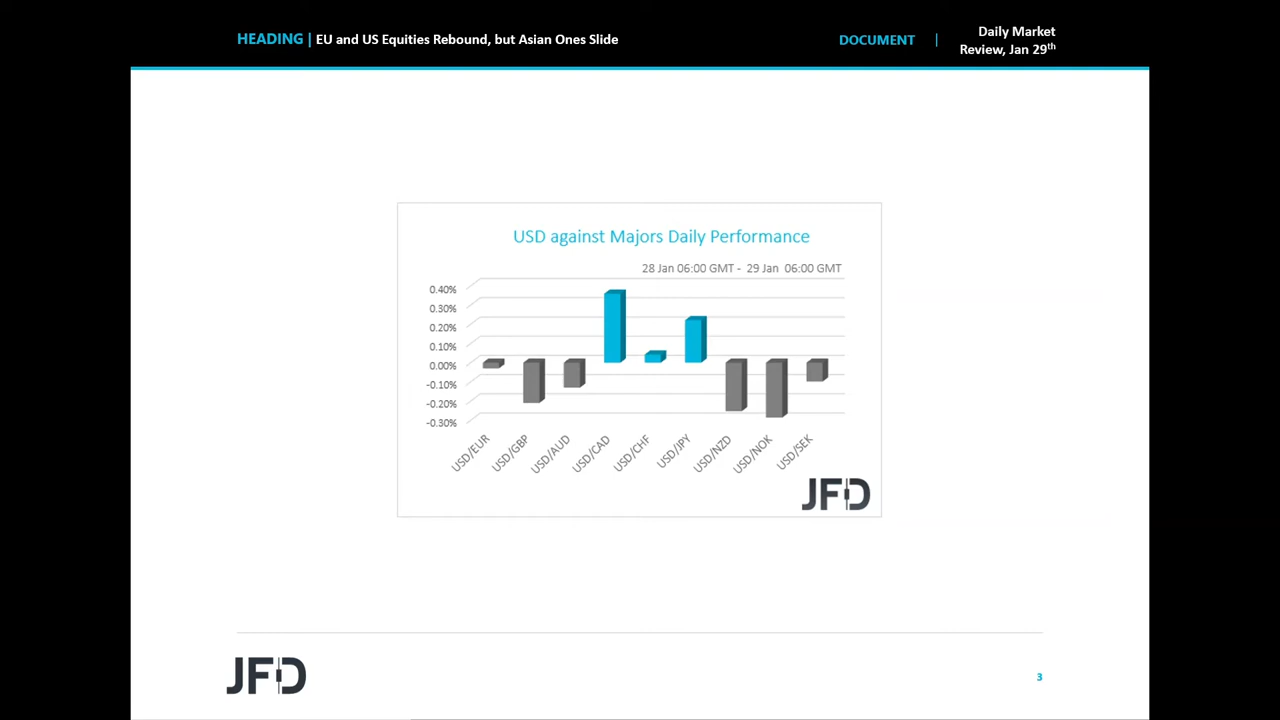 HEADING | EU and US Equities Rebound, but Asian Ones Slide
DOCUMENT | Daily Market
Review, Jan 29th
USD against Majors Daily Performance
28 Jan 06:00 GMT - 29 Jan 06:00 GMT
0.40%
0.30%
0.20%
0.10%
0.00%
-0.10%
-0.20%
-0.30%
USD/EUR
USD/GBP
USD/AUD
USD/CAD
USD/CHF
USD/JPY
USD/NZD
USD/NOK
USD/SEK
JFD
JFD
3